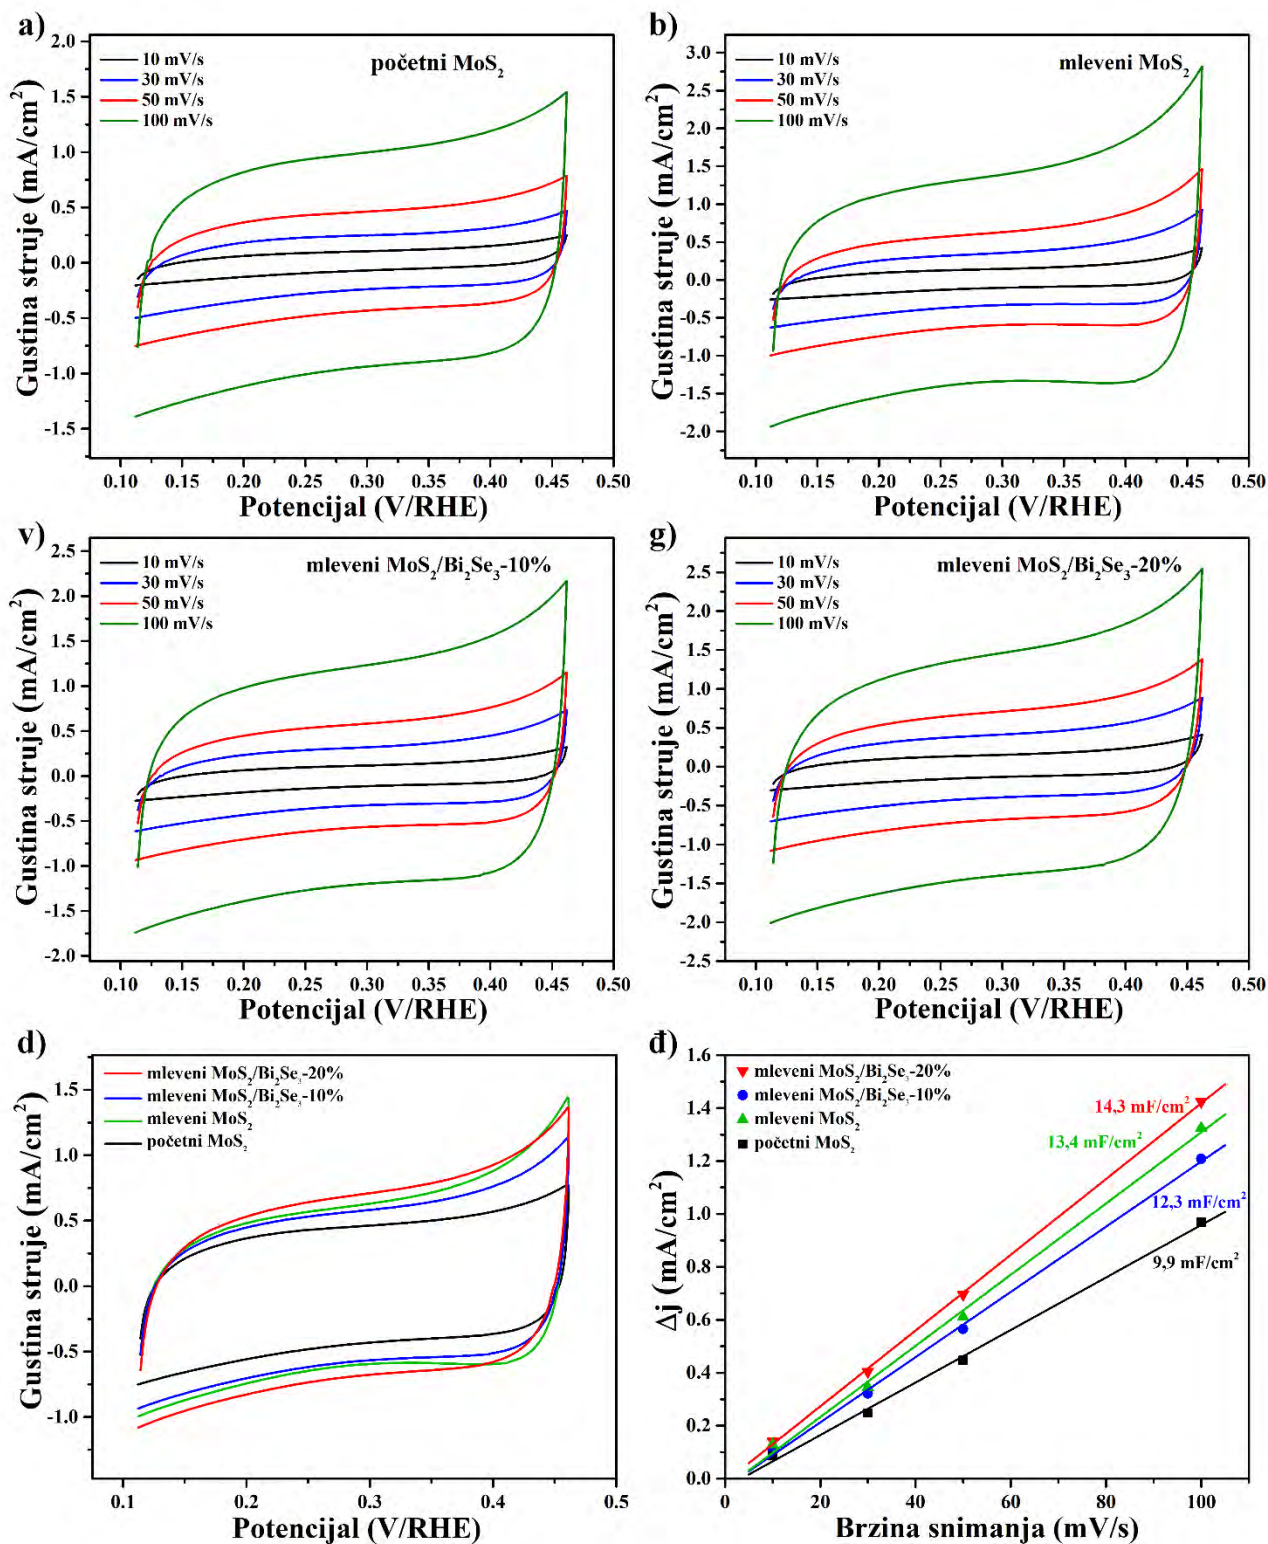 a)
početni MoS2
10 mV/s
30 mV/s
50 mV/s
100 mV/s
2.0
1.5
1.0
0.5
0.0
-0.5
-1.0
-1.5
Gustina struje (mA/cm²)
0.10 0.15 0.20 0.25 0.30 0.35 0.40 0.45 0.50
Potencijal (V/RHE)
b)
mleveni MoS2
10 mV/s
30 mV/s
50 mV/s
100 mV/s
3.0
2.5
2.0
1.5
1.0
0.5
0.0
-0.5
-1.0
-1.5
-2.0
Gustina struje (mA/cm²)
0.10 0.15 0.20 0.25 0.30 0.35 0.40 0.45 0.50
Potencijal (V/RHE)
v)
mleveni MoS2/Bi2Se3-10%
10 mV/s
30 mV/s
50 mV/s
100 mV/s
2.5
2.0
1.5
1.0
0.5
0.0
-0.5
-1.0
-1.5
-2.0
Gustina struje (mA/cm²)
0.10 0.15 0.20 0.25 0.30 0.35 0.40 0.45 0.50
Potencijal (V/RHE)
g)
mleveni MoS2/Bi2Se3-20%
10 mV/s
30 mV/s
50 mV/s
100 mV/s
2.5
2.0
1.5
1.0
0.5
0.0
-0.5
-1.0
-1.5
-2.0
-2.5
Gustina struje (mA/cm²)
0.10 0.15 0.20 0.25 0.30 0.35 0.40 0.45 0.50
Potencijal (V/RHE)
d)
mleveni MoS2/Bi2Se3-20%
mleveni MoS2/Bi2Se3-10%
mleveni MoS2
početni MoS2
1.5
1.0
0.5
0.0
-0.5
-1.0
Gustina struje (mA/cm²)
0.1 0.2 0.3 0.4 0.5
Potencijal (V/RHE)
đ)
mleveni MoS2/Bi2Se3-20%
mleveni MoS2/Bi2Se3-10%
mleveni MoS2
početni MoS2
14,3 mF/cm²
13,4 mF/cm²
12,3 mF/cm²
9,9 mF/cm²
1.6
1.4
1.2
1.0
0.8
0.6
0.4
0.2
0.0
Δj (mA/cm²)
0 20 40 60 80 100
Brzina snimanja (mV/s)